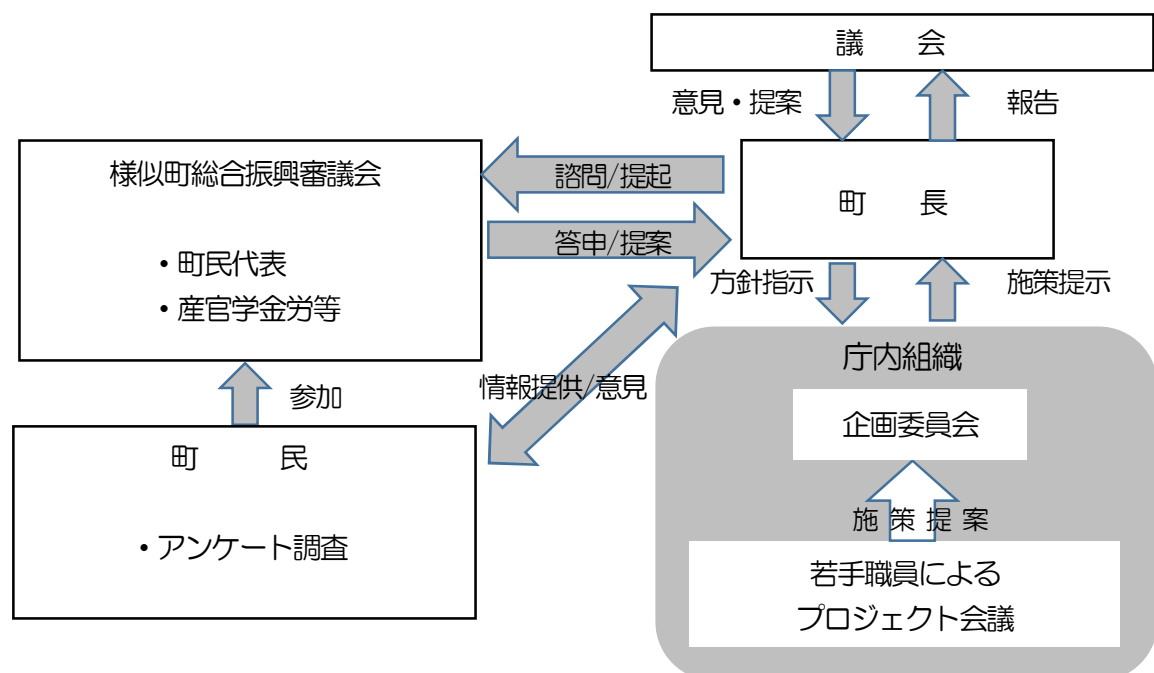 議 会
意見・提案
報告
様似町総合振興審議会
・町民代表
・産官学金労等
諮問/提起
答申/提案
町 長
方針指示
施策提示
参加
情報提供/意見
町 民
・アンケート調査
庁内組織
企画委員会
施策提案
若手職員による
プロジェクト会議